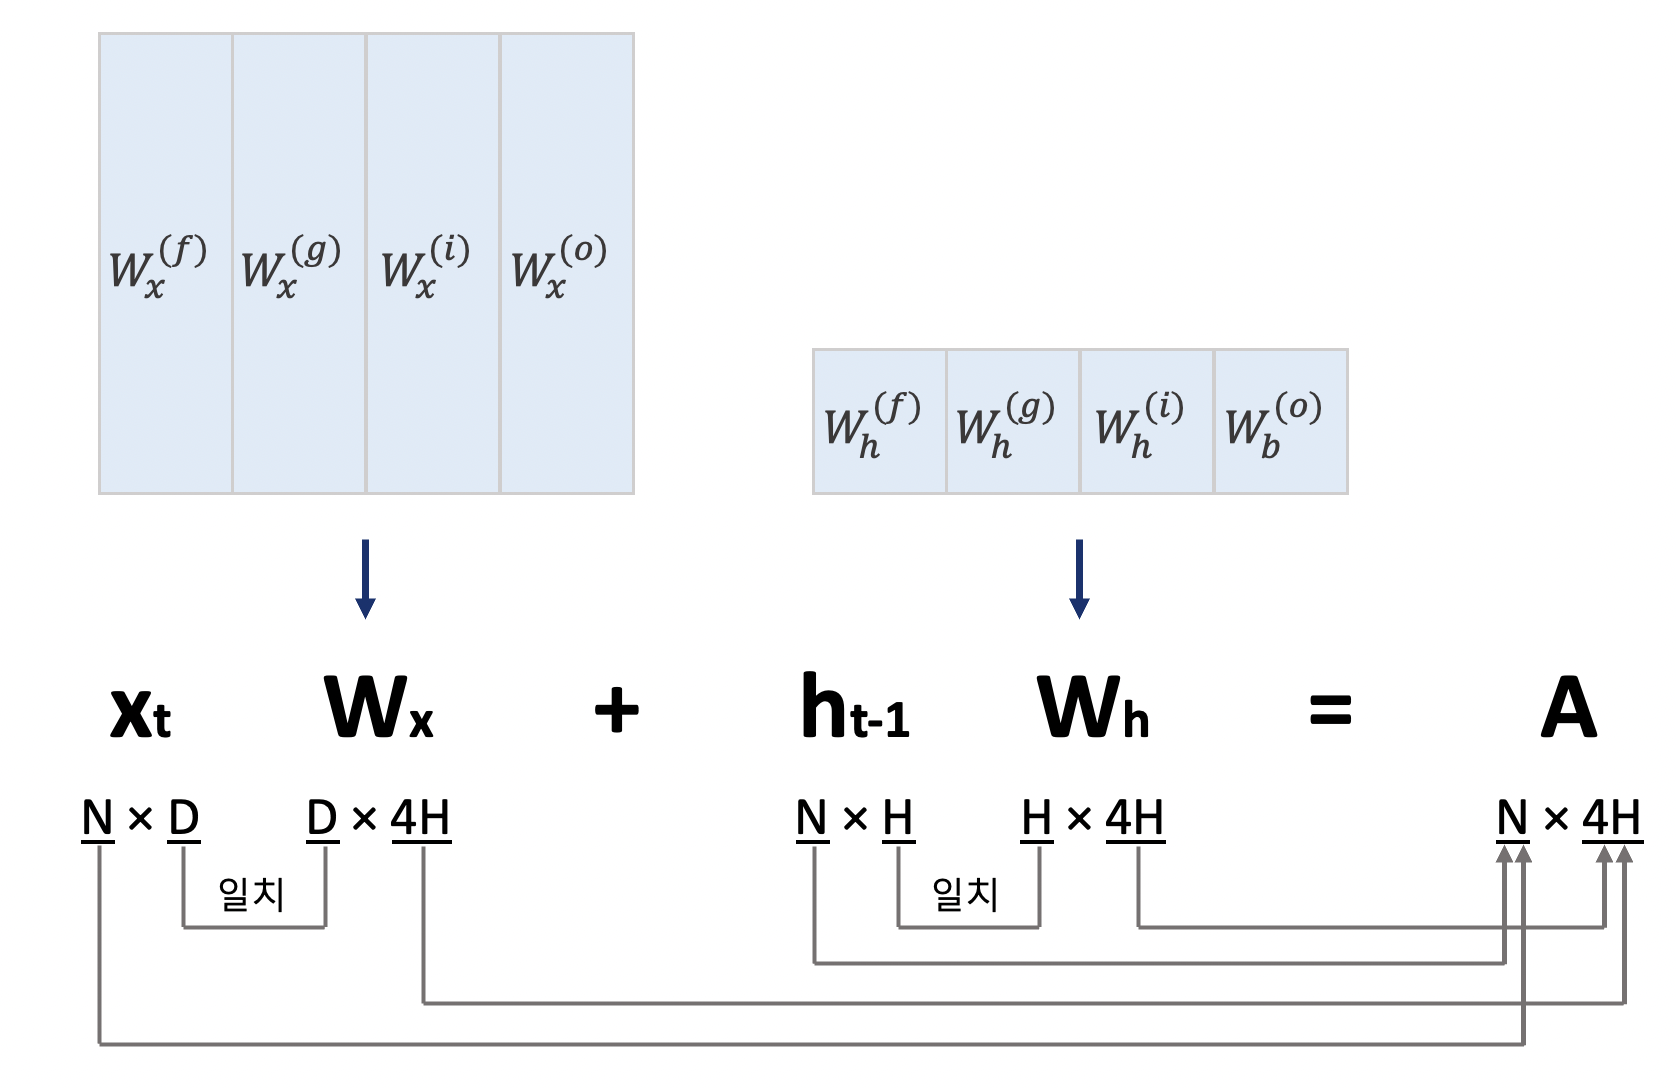 W_x^(f) W_x^(g) W_x^(i) W_x^(o)
W_h^(f) W_h^(g) W_h^(i) W_b^(o)
x_t W_x + h_t-1 W_h = A
N × D D × 4H N × H H × 4H N × 4H
일치 일치